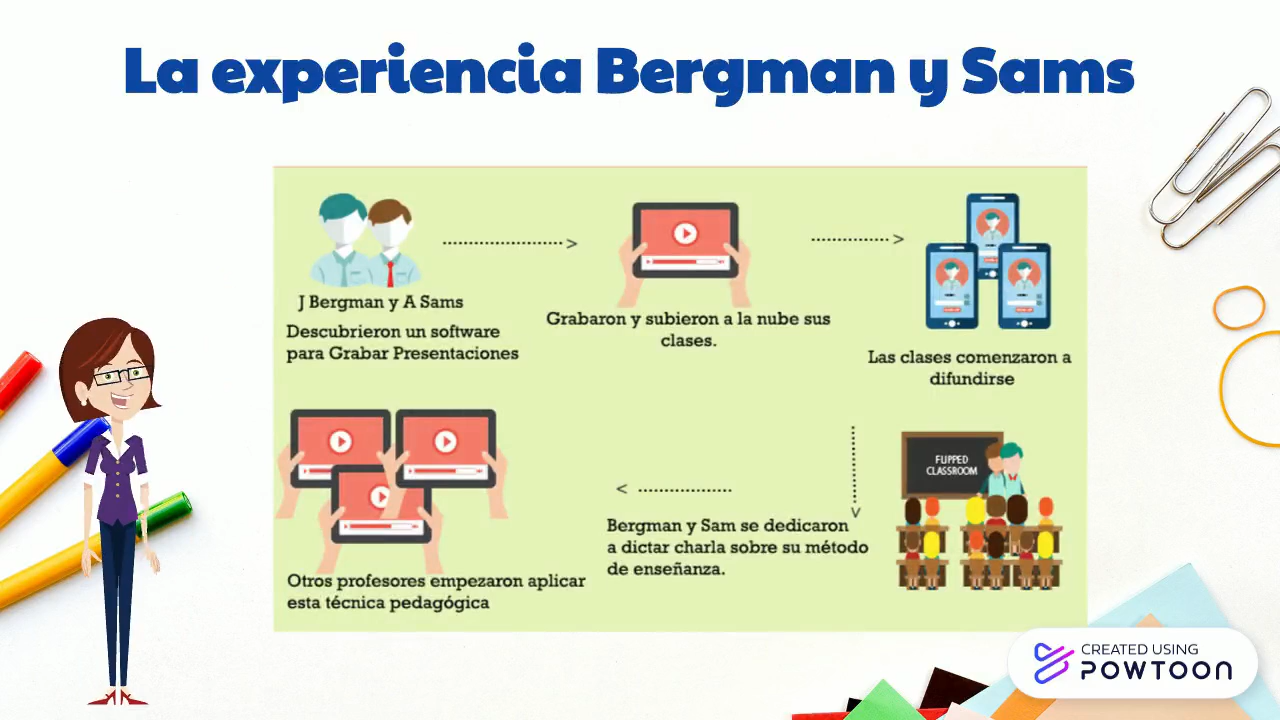 La experiencia Bergman y Sams
J Bergman y A Sams
Descubrieron un software
para Grabar Presentaciones
Grabaron y subieron a la nube sus
clases.
Las clases comenzaron a
difundirse
FLIPPED
CLASSROOM
Bergman y Sam se dedicaron
a dictar charla sobre su método
de enseñanza.
Otros profesores empezaron aplicar
esta técnica pedagógica
CREATED USING
POWTOON